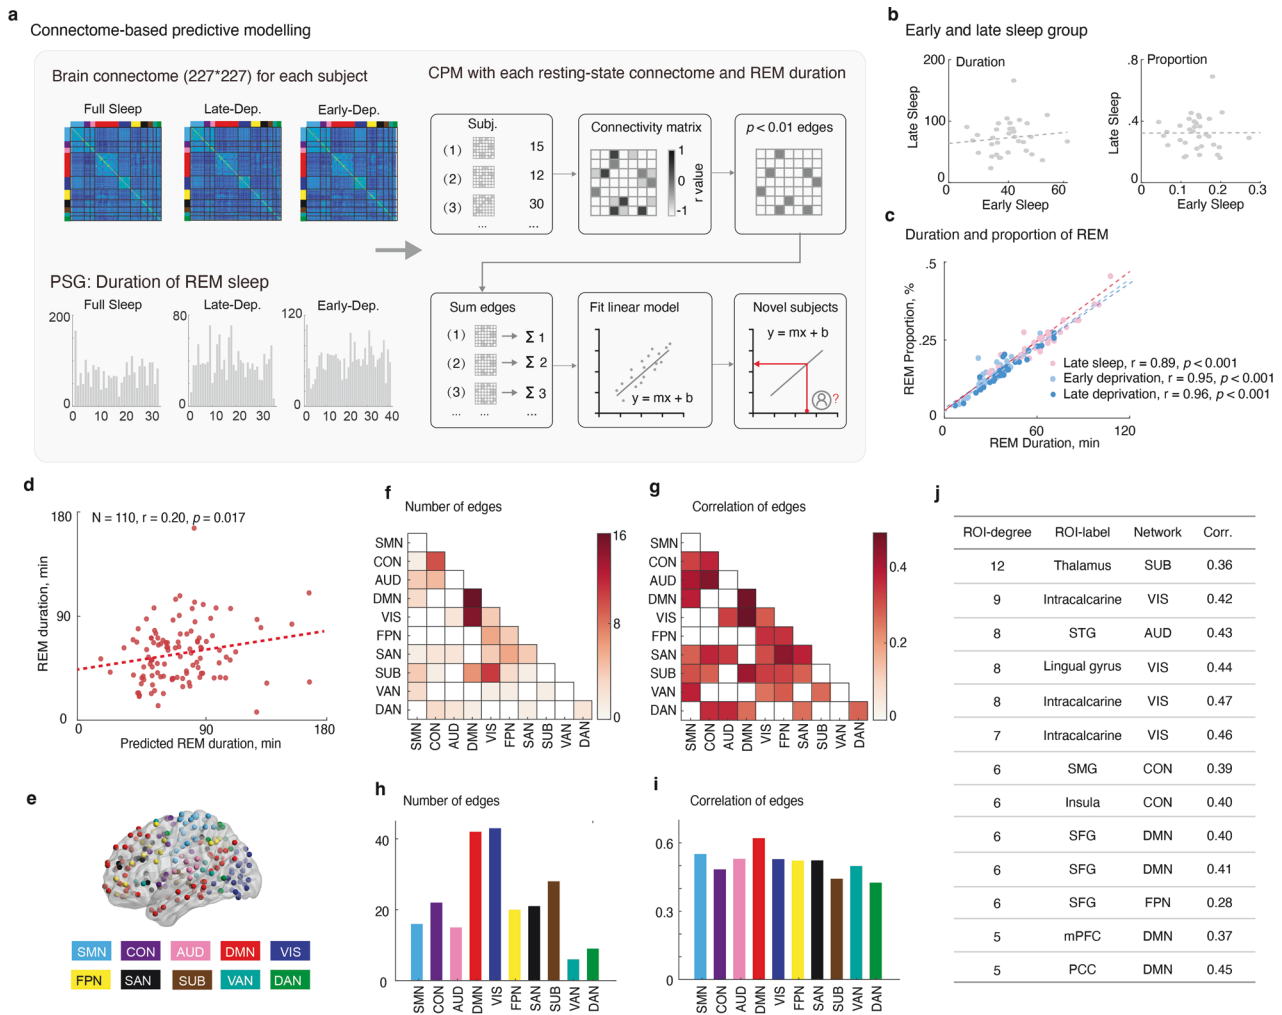 a
Connectome-based predictive modelling
Brain connectome (227*227) for each subject
Full Sleep
Late-Dep.
Early-Dep.
PSG: Duration of REM sleep
Full Sleep
Late-Dep.
Early-Dep.
200
100
0
0 10 20 30
80
40
0
0 10 20 30
120
60
0
0 10 20 30 40
CPM with each resting-state connectome and REM duration
Subj.
(1) 15
(2) 12
(3) 30
... ...
Connectivity matrix
1
0
-1
r value
p < 0.01 edges
Sum edges
(1) Σ 1
(2) Σ 2
(3) Σ 3
... ...
Fit linear model
y = mx + b
Novel subjects
y = mx + b
?
b
Early and late sleep group
Duration
200
100
0
0 20 40 60
Late Sleep
Early Sleep
Proportion
.8
.4
0
0 0.1 0.2 0.3
Late Sleep
Early Sleep
c
Duration and proportion of REM
.5
.25
0
0 60 120
REM Proportion, %
REM Duration, min
Late sleep, r = 0.89, p < 0.001
Early deprivation, r = 0.95, p < 0.001
Late deprivation, r = 0.96, p < 0.001
d
N = 110, r = 0.20, p = 0.017
180
90
0
0 90 180
REM duration, min
Predicted REM duration, min
e
SMN CON AUD DMN VIS
FPN SAN SUB VAN DAN
f
Number of edges
SMN
CON
AUD
DMN
VIS
FPN
SAN
SUB
VAN
DAN
SMN CON AUD DMN VIS FPN SAN SUB VAN DAN
16
8
0
g
Correlation of edges
SMN
CON
AUD
DMN
VIS
FPN
SAN
SUB
VAN
DAN
SMN CON AUD DMN VIS FPN SAN SUB VAN DAN
0.4
0.2
0
h
Number of edges
40
20
0
SMN CON AUD DMN VIS FPN SAN SUB VAN DAN
i
Correlation of edges
0.6
0.3
0
SMN CON AUD DMN VIS FPN SAN SUB VAN DAN
j
ROI-degree ROI-label Network Corr.
12 Thalamus SUB 0.36
9 Intracalcarine VIS 0.42
8 STG AUD 0.43
8 Lingual gyrus VIS 0.44
8 Intracalcarine VIS 0.47
7 Intracalcarine VIS 0.46
6 SMG CON 0.39
6 Insula CON 0.40
6 SFG DMN 0.40
6 SFG DMN 0.41
6 SFG FPN 0.28
5 mPFC DMN 0.37
5 PCC DMN 0.45